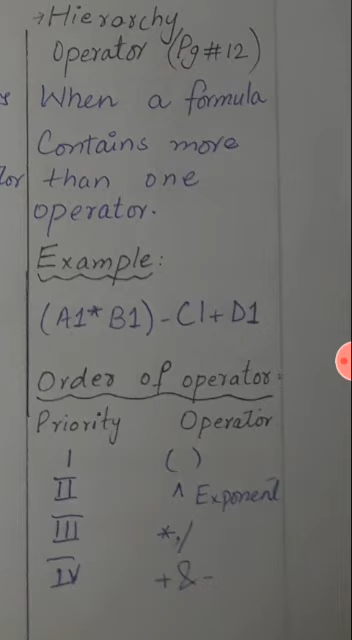 →Hierarchy
Operator (Pg#12)
When a formula
Contains more
than one
operator.
Example:
(A1*B1)-C1+D1
Order of operator:
Priority Operator
I ( )
II ^ Exponent
III *,/
IV +&-